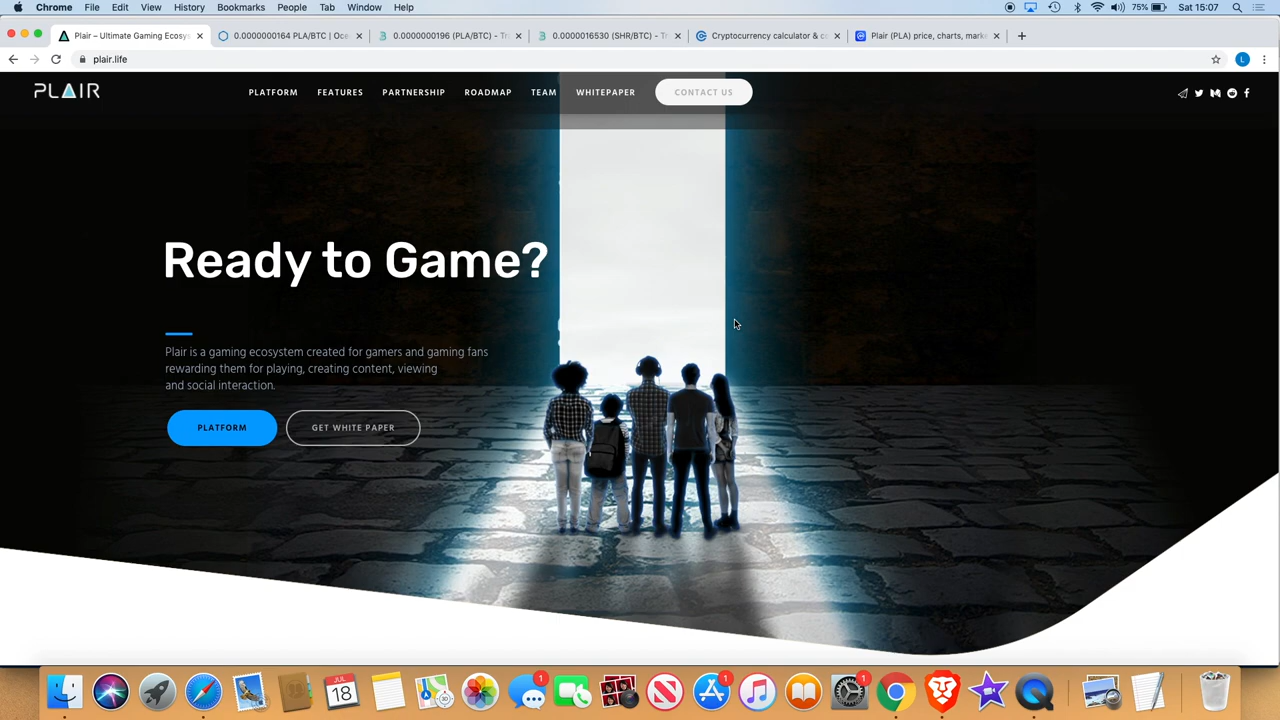 Chrome File Edit View History Bookmarks People Tab Window Help
75% Sat 15:07
Plair – Ultimate Gaming Ecosys
0.0000000164 PLA/BTC | Oce
0.0000000196 (PLA/BTC) - Tr
0.0000016530 (SHR/BTC) - Tr
Cryptocurrency calculator & c
Plair (PLA) price, charts, mark
plair.life
L
PLAIR
PLATFORM FEATURES PARTNERSHIP ROADMAP TEAM WHITEPAPER CONTACT US
Ready to Game?
Plair is a gaming ecosystem created for gamers and gaming fans
rewarding them for playing, creating content, viewing
and social interaction.
PLATFORM GET WHITE PAPER
JUL
18
1
1
1